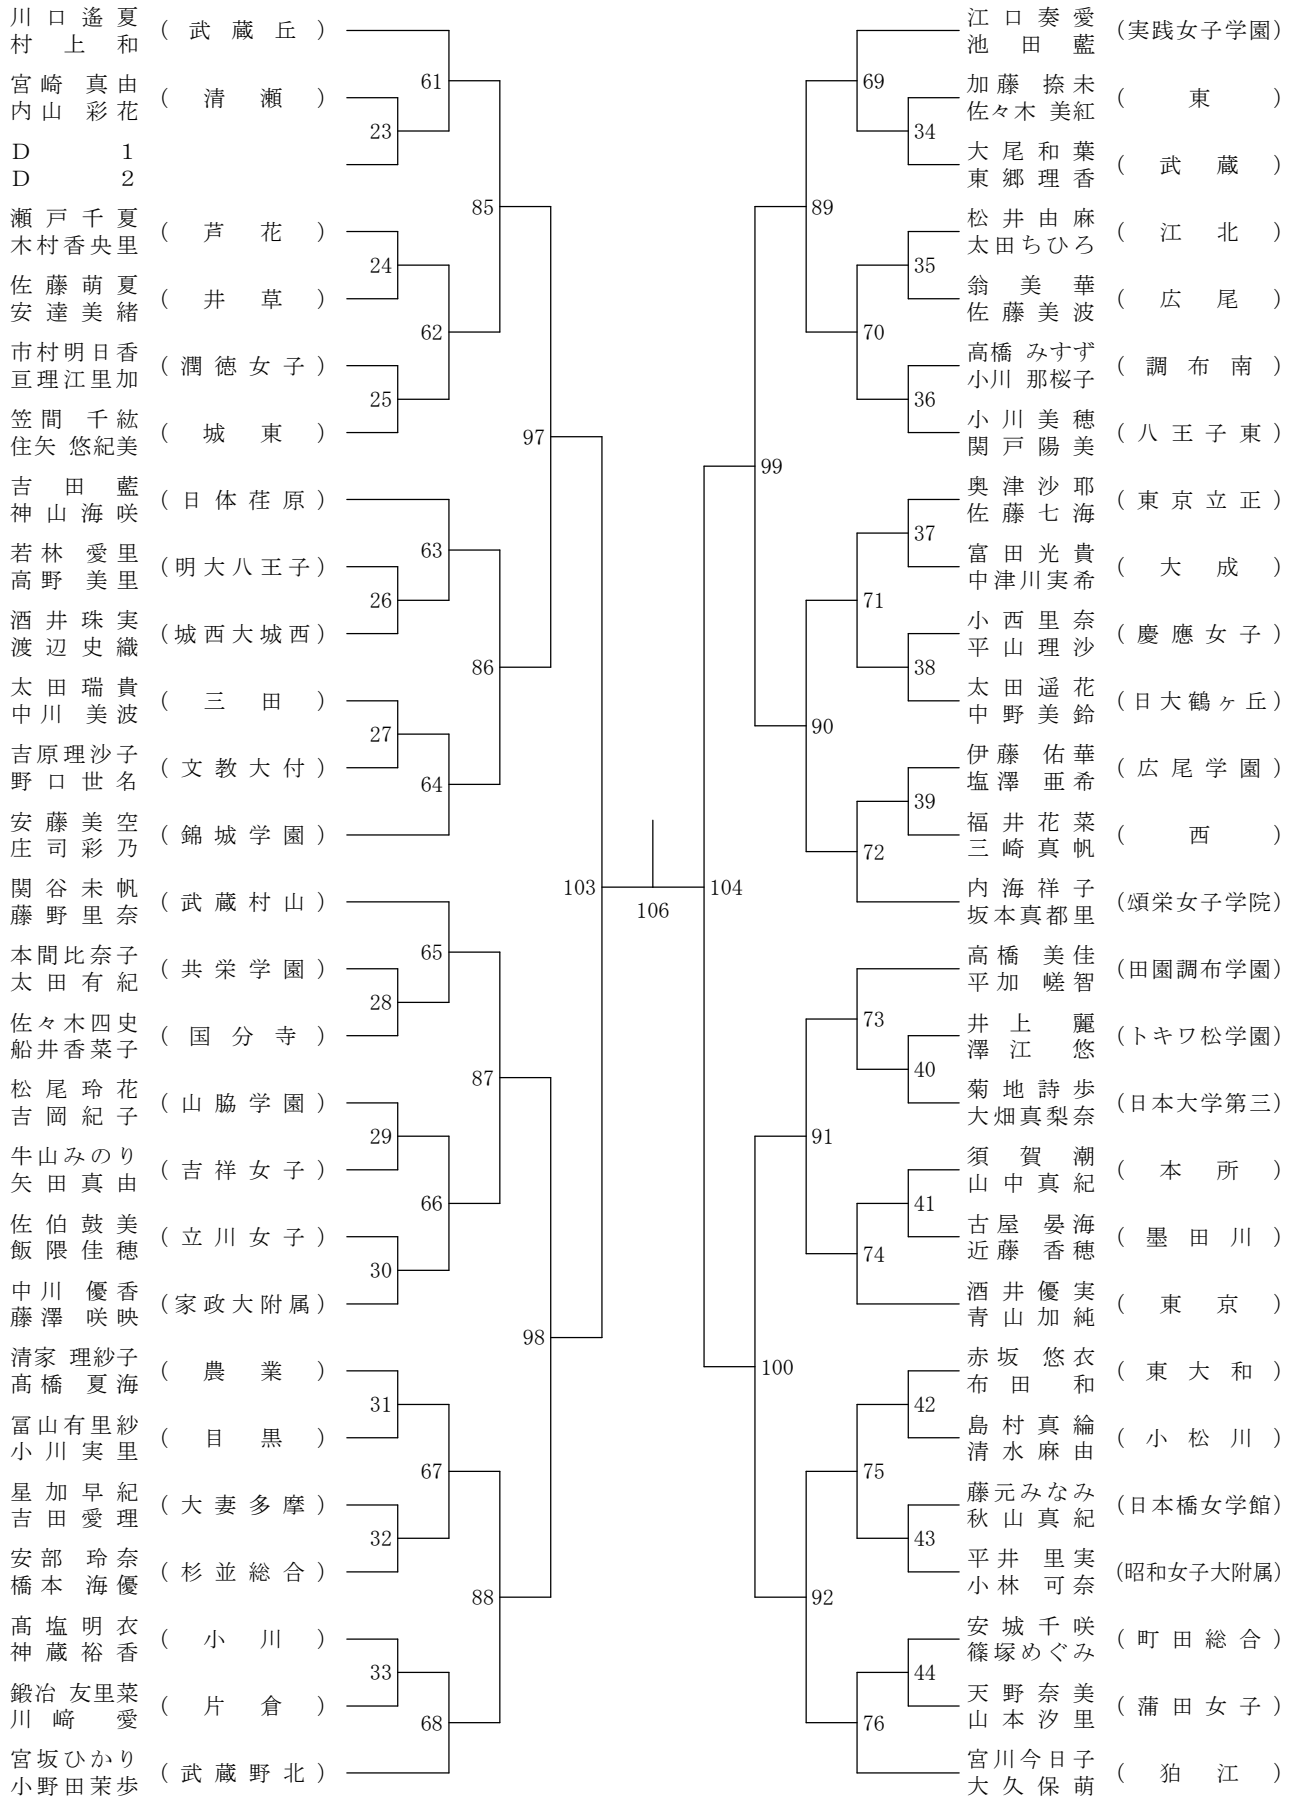 川口遙夏
村上和
(武蔵丘)
宮崎真由
内山彩花
(清瀬)
D 1
D 2
瀬戸千夏
木村香央里
(芦花)
佐藤萌夏
安達美緒
(井草)
市村明日香
亘理江里加
(潤徳女子)
笠間千紘
住矢悠紀美
(城東)
吉田藍
神山海咲
(日体荏原)
若林愛里
高野美里
(明大八王子)
酒井珠実
渡辺史織
(城西大城西)
太田瑞貴
中川美波
(三田)
吉原理沙子
野口世名
(文教大付)
安藤美空
庄司彩乃
(錦城学園)
関谷未帆
藤野里奈
(武蔵村山)
本間比奈子
太田有紀
(共栄学園)
佐々木四史
船井香菜子
(国分寺)
松尾玲花
吉岡紀子
(山脇学園)
牛山みのり
矢田真由
(吉祥女子)
佐伯鼓美
飯隈佳穂
(立川女子)
中川優香
藤澤咲映
(家政大附属)
清家理紗子
髙橋夏海
(農業)
冨山有里紗
小川実里
(目黒)
星加早紀
吉田愛理
(大妻多摩)
安部玲奈
橋本海優
(杉並総合)
髙塩明衣
神蔵裕香
(小川)
鍛冶友里菜
川﨑愛
(片倉)
宮坂ひかり
小野田茉歩
(武蔵野北)
61
23
85
24
62
25
97
63
26
86
27
64
103
65
28
87
29
66
30
98
31
67
32
88
33
68
106
104
69
34
89
35
70
36
99
37
71
38
90
39
72
73
40
91
41
74
100
42
75
43
92
44
76
江口奏愛
池田藍
(実践女子学園)
加藤捺未
佐々木美紅
(東)
大尾和葉
東郷理香
(武蔵)
松井由麻
太田ちひろ
(江北)
翁美華
佐藤美波
(広尾)
高橋みすず
小川那桜子
(調布南)
小川美穂
関戸陽美
(八王子東)
奥津沙耶
佐藤七海
(東京立正)
富田光貴
中津川実希
(大成)
小西里奈
平山理沙
(慶應女子)
太田遥花
中野美鈴
(日大鶴ヶ丘)
伊藤佑華
塩澤亜希
(広尾学園)
福井花菜
三崎真帆
(西)
内海祥子
坂本真都里
(頌栄女子学院)
高橋美佳
平加嵯智
(田園調布学園)
井上麗
澤江悠
(トキワ松学園)
菊地詩歩
大畑真梨奈
(日本大学第三)
須賀潮
山中真紀
(本所)
古屋晏海
近藤香穂
(墨田川)
酒井優実
青山加純
(東京)
赤坂悠衣
布田和
(東大和)
島村真綸
清水麻由
(小松川)
藤元みなみ
秋山真紀
(日本橋女学館)
平井里実
小林可奈
(昭和女子大附属)
安城千咲
篠塚めぐみ
(町田総合)
天野奈美
山本汐里
(蒲田女子)
宮川今日子
大久保萌
(狛江)